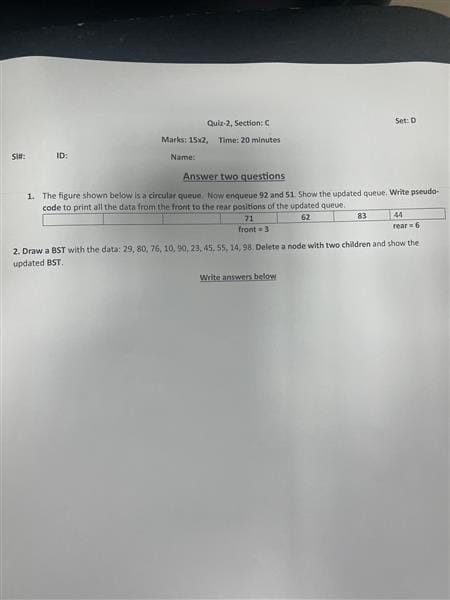 Quiz-2, Section: C Set: D
Marks: 15x2, Time: 20 minutes
Sl#: ID: Name:
Answer two questions
1. The figure shown below is a circular queue. Now enqueue 92 and 51. Show the updated queue. Write pseudo-
code to print all the data from the front to the rear positions of the updated queue.
71 62 83 44
front = 3 rear = 6
2. Draw a BST with the data: 29, 80, 76, 10, 90, 23, 45, 55, 14, 98. Delete a node with two children and show the
updated BST.
Write answers below